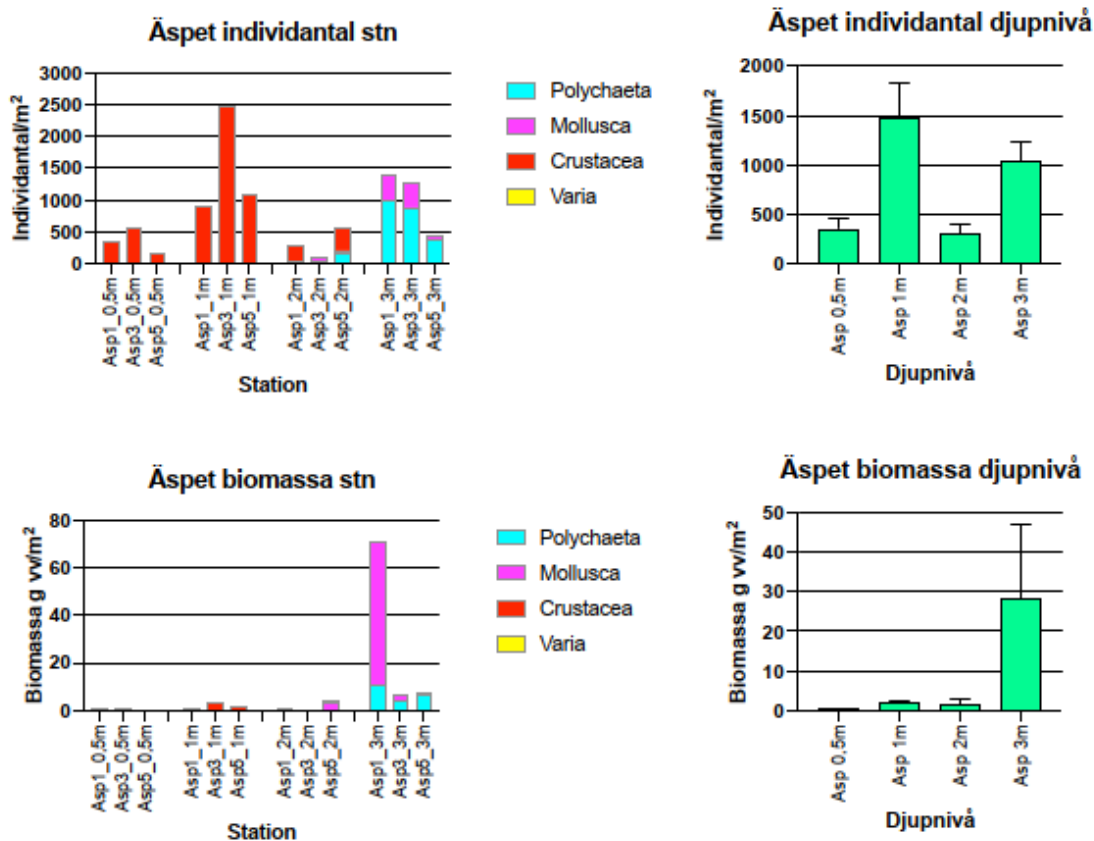 Äspet individantal stn
Individantal/m²
3000
2500
2000
1500
1000
500
0
Asp1_0,5m
Asp3_0,5m
Asp5_0,5m
Asp1_1m
Asp3_1m
Asp5_1m
Asp1_2m
Asp3_2m
Asp5_2m
Asp1_3m
Asp3_3m
Asp5_3m
Station
Polychaeta
Mollusca
Crustacea
Varia
Äspet individantal djupnivå
Individantal/m²
2000
1500
1000
500
0
Asp 0,5m
Asp 1m
Asp 2m
Asp 3m
Djupnivå
Äspet biomassa stn
Biomassa g vv/m²
80
60
40
20
0
Asp1_0,5m
Asp3_0,5m
Asp5_0,5m
Asp1_1m
Asp3_1m
Asp5_1m
Asp1_2m
Asp3_2m
Asp5_2m
Asp1_3m
Asp3_3m
Asp5_3m
Station
Polychaeta
Mollusca
Crustacea
Varia
Äspet biomassa djupnivå
Biomassa g vv/m²
50
40
30
20
10
0
Asp 0,5m
Asp 1m
Asp 2m
Asp 3m
Djupnivå